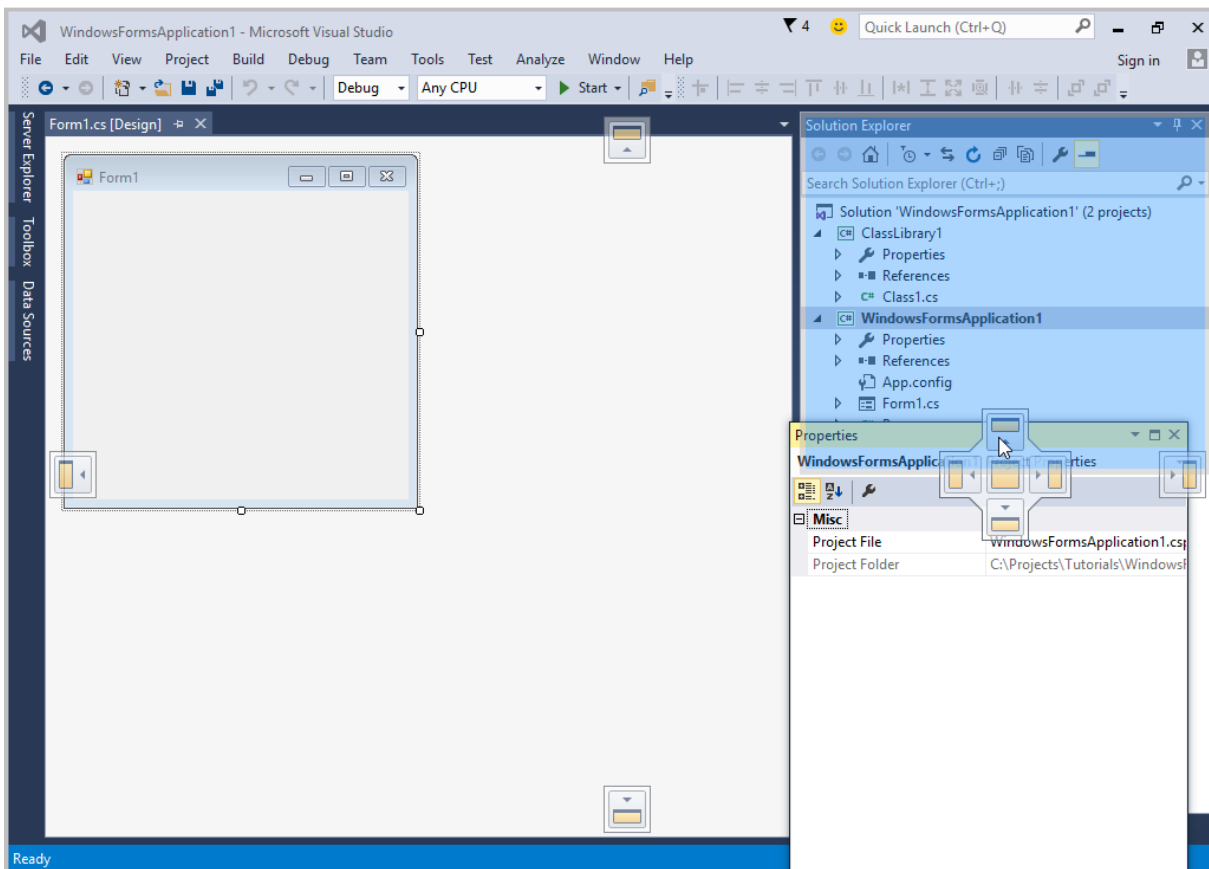 WindowsFormsApplication1 - Microsoft Visual Studio
4
Quick Launch (Ctrl+Q)
File Edit View Project Build Debug Team Tools Test Analyze Window Help
Sign in
Debug
Any CPU
Start
Server Explorer
Toolbox
Data Sources
Form1.cs [Design]
Form1
Solution Explorer
Search Solution Explorer (Ctrl+;)
Solution 'WindowsFormsApplication1' (2 projects)
C# ClassLibrary1
Properties
References
C# Class1.cs
C# WindowsFormsApplication1
Properties
References
App.config
Form1.cs
Properties
Misc
Project File WindowsFormsApplication1.csp
Project Folder C:\Projects\Tutorials\WindowsF
Ready